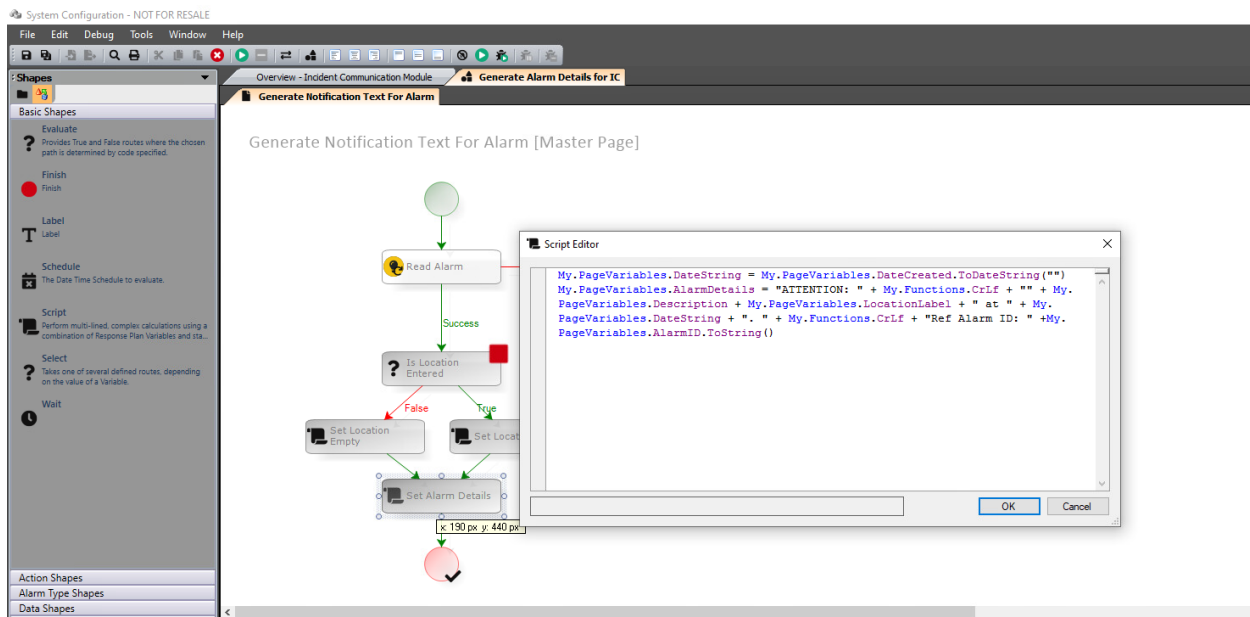 System Configuration - NOT FOR RESALE
File Edit Debug Tools Window Help
Shapes
Overview - Incident Communication Module
Generate Alarm Details for IC
Generate Notification Text For Alarm
Basic Shapes
Evaluate
Provides True and False routes where the chosen
path is determined by code specified.
Finish
Finish
Label
Label
Schedule
The Date Time Schedule to evaluate.
Script
Perform multi-lined, complex calculations using a
combination of Response Plan Variables and sta...
Select
Takes one of several defined routes, depending
on the value of a Variable.
Wait
Action Shapes
Alarm Type Shapes
Data Shapes
Generate Notification Text For Alarm [Master Page]
Read Alarm
Success
Is Location
Entered
False
True
Set Location
Empty
Set Locat
Set Alarm Details
x: 190 px y: 440 px
Script Editor
My.PageVariables.DateString = My.PageVariables.DateCreated.ToDateString("")
My.PageVariables.AlarmDetails = "ATTENTION: " + My.Functions.CrLf + "" + My.
PageVariables.Description + My.PageVariables.LocationLabel + " at " + My.
PageVariables.DateString + ". " + My.Functions.CrLf + "Ref Alarm ID: " +My.
PageVariables.AlarmID.ToString()
OK
Cancel